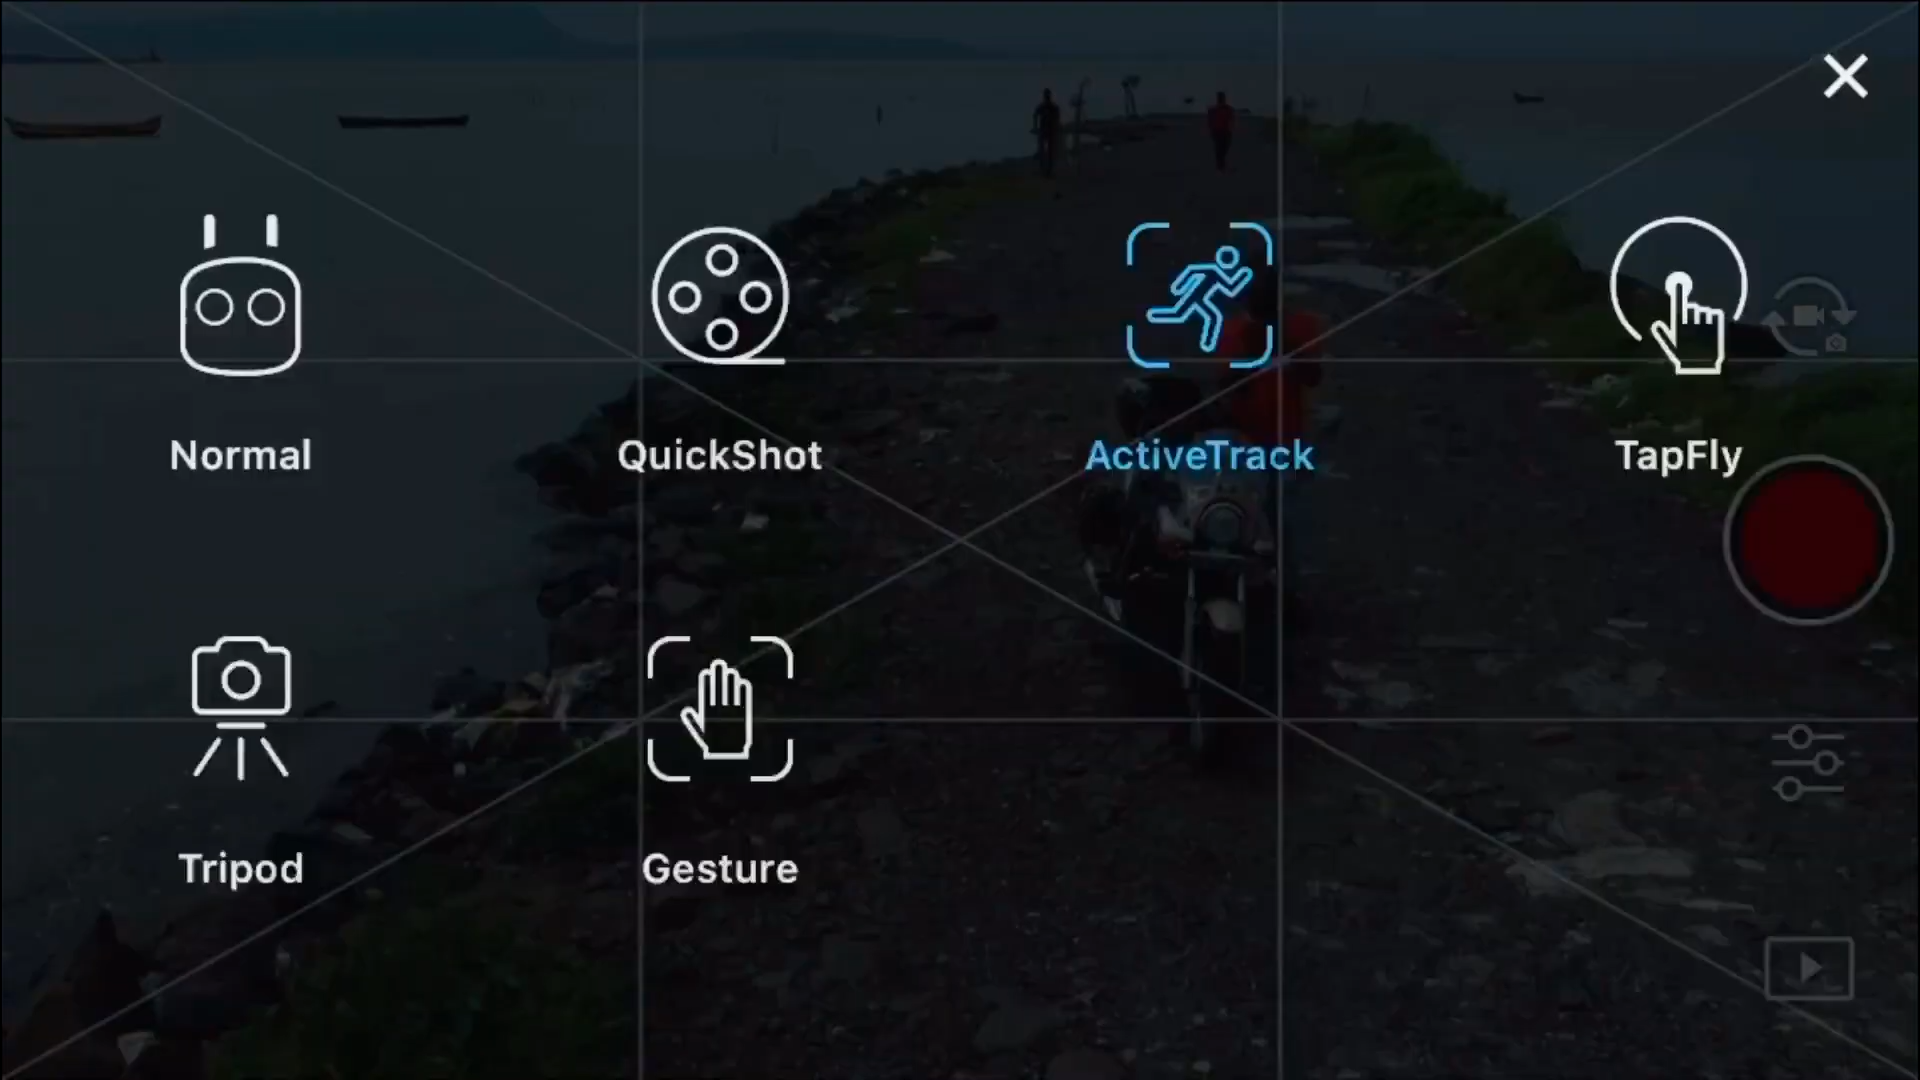 Normal
QuickShot
ActiveTrack
TapFly
Tripod
Gesture